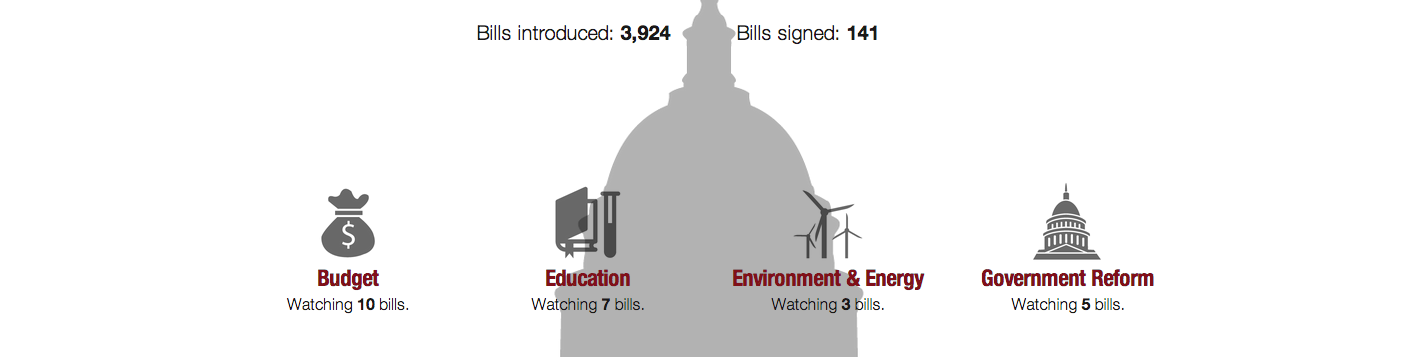 Bills introduced: 3,924 Bills signed: 141
$
Budget Education Environment & Energy Government Reform
Watching 10 bills. Watching 7 bills. Watching 3 bills. Watching 5 bills.